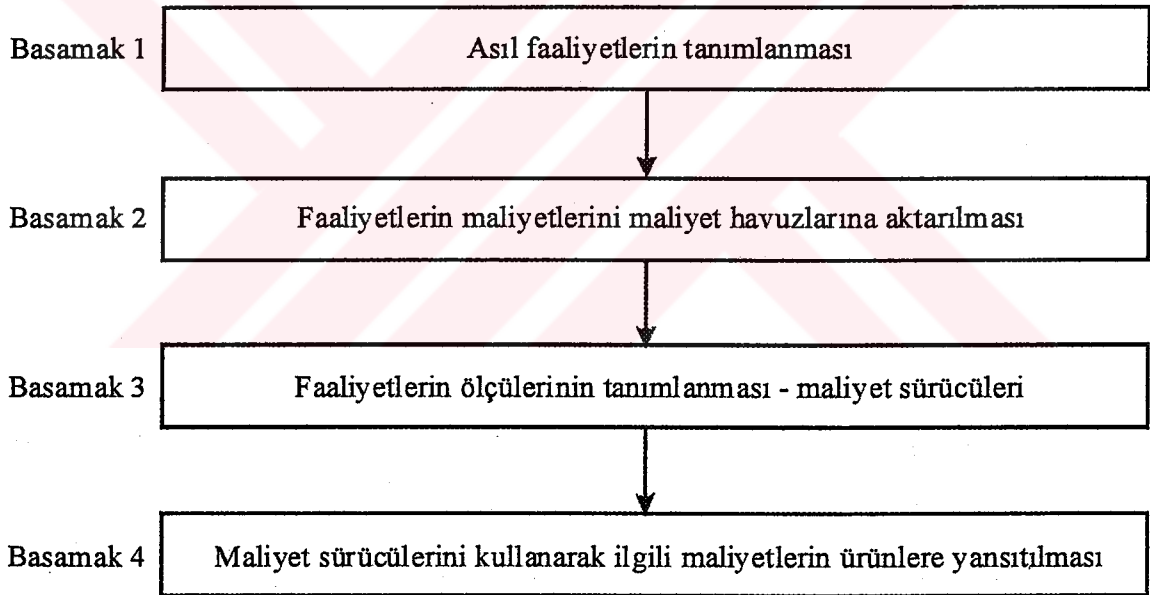 Basamak 1 Asıl faaliyetlerin tanımlanması
Basamak 2 Faaliyetlerin maliyetlerini maliyet havuzlarına aktarılması
Basamak 3 Faaliyetlerin ölçülerinin tanımlanması - maliyet sürücüleri
Basamak 4 Maliyet sürücülerini kullanarak ilgili maliyetlerin ürünlere yansıtılması